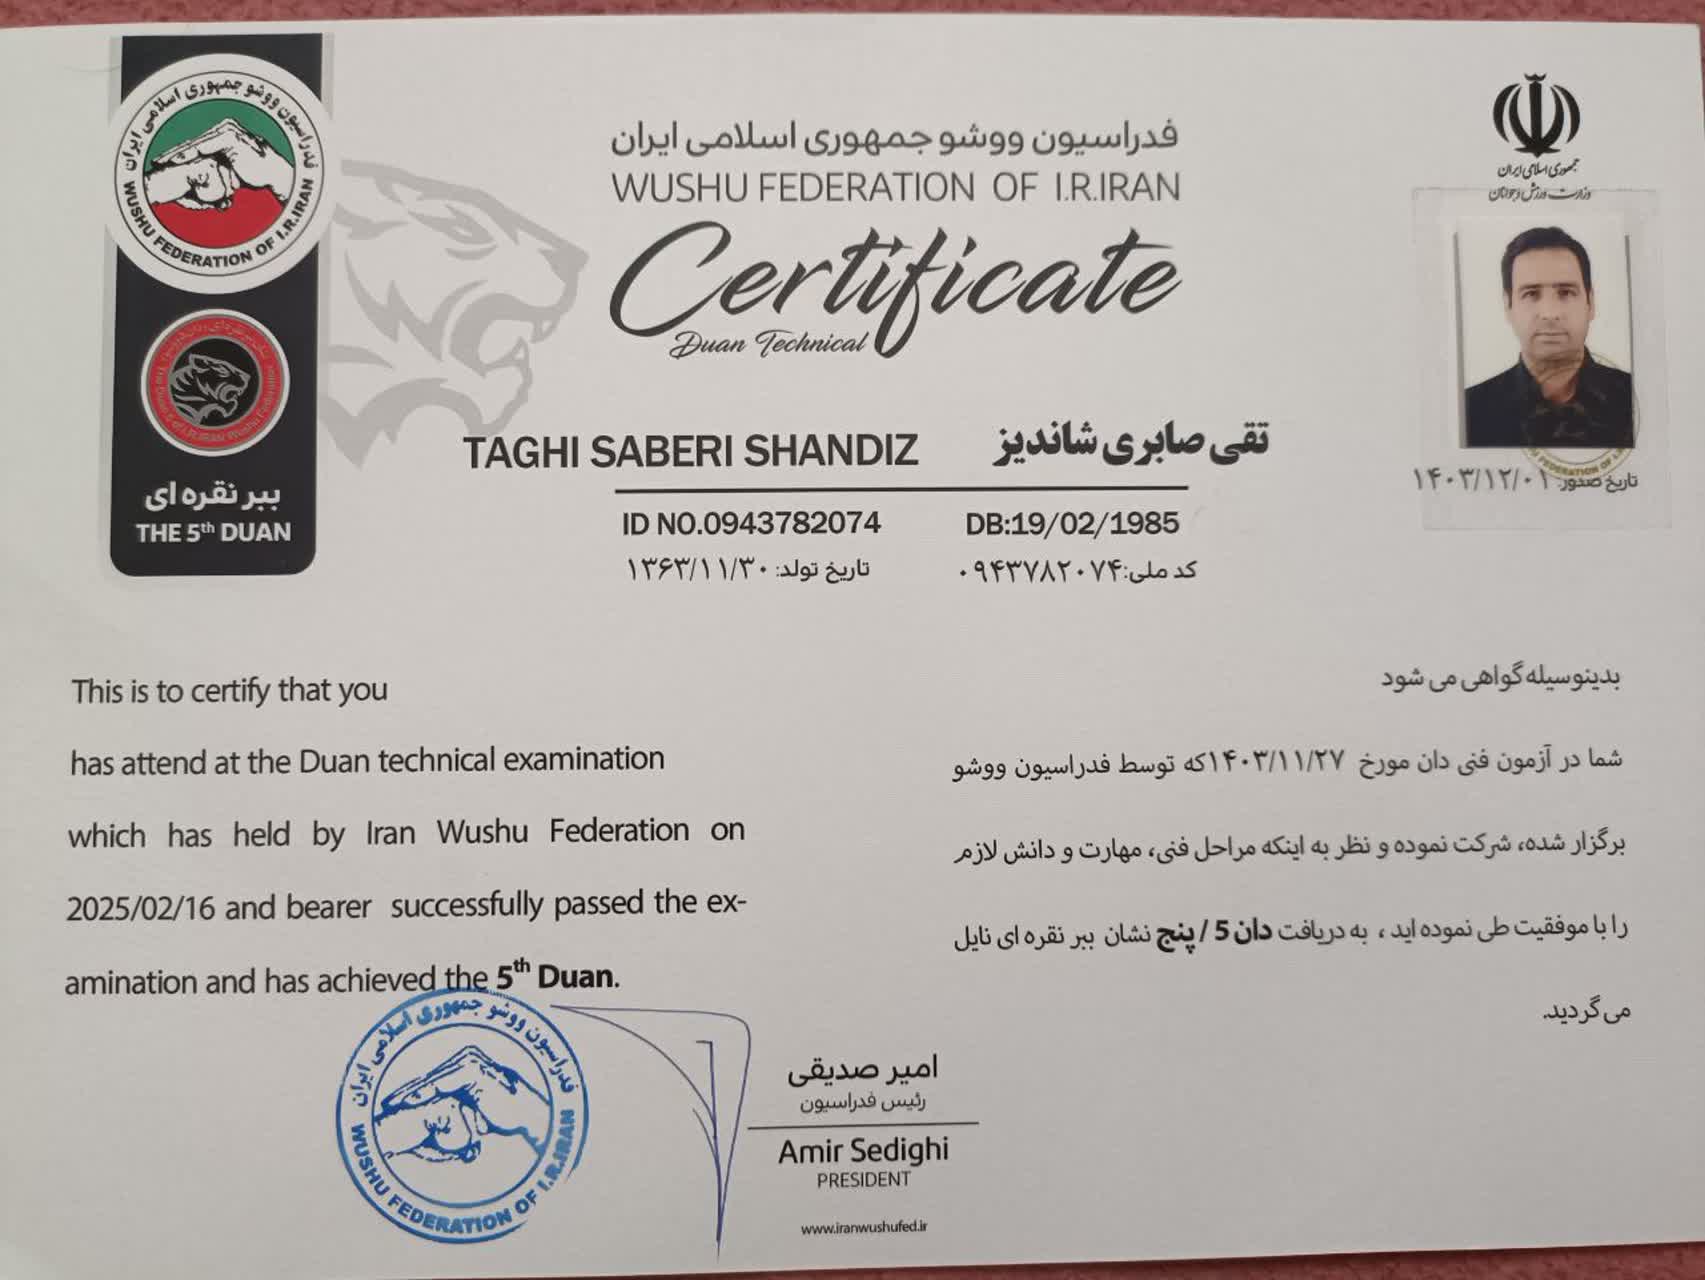 فدراسیون ووشو جمهوری اسلامی ایران
WUSHU FEDERATION OF I.R.IRAN
ببر نقره ای
THE 5th DUAN
فدراسیون ووشو جمهوری اسلامی ایران
WUSHU FEDERATION OF I.R.IRAN
Certificate
Duan Technical
جمهوری اسلامی ایران
وزارت ورزش و جوانان
TAGHI SABERI SHANDIZ تقی صابری شاندیز
ID NO.0943782074 DB:19/02/1985
تاریخ تولد: ۱۳۶۳/۱۱/۳۰ کد ملی:۰۹۴۳۷۸۲۰۷۴
تاریخ صدور: ۱۴۰۳/۱۲/۰۱
This is to certify that you
has attend at the Duan technical examination
which has held by Iran Wushu Federation on
2025/02/16 and bearer successfully passed the ex-
amination and has achieved the 5th Duan.
بدینوسیله گواهی می شود
شما در آزمون فنی دان مورخ ۱۴۰۳/۱۱/۲۷که توسط فدراسیون ووشو
برگزار شده، شرکت نموده و نظر به اینکه مراحل فنی، مهارت و دانش لازم
را با موفقیت طی نموده اید ، به دریافت دان 5 / پنج نشان ببر نقره ای نایل
می گردید.
فدراسیون ووشو جمهوری اسلامی ایران
WUSHU FEDERATION OF I.R.IRAN
امیر صدیقی
رئیس فدراسیون
Amir Sedighi
PRESIDENT
www.iranwushufed.ir